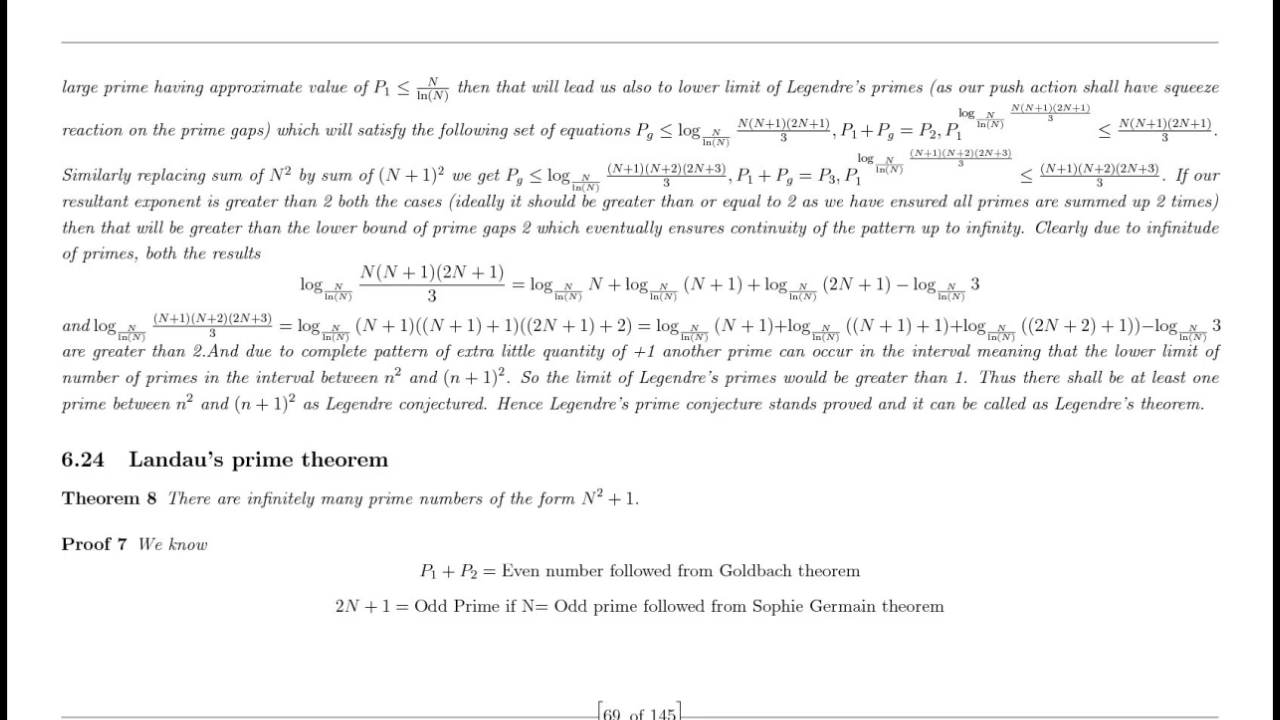 large prime having approximate value of P₁ ≤ N/ln(N) then that will lead us also to lower limit of Legendre's primes (as our push action shall have squeeze
reaction on the prime gaps) which will satisfy the following set of equations P_g ≤ log_{N/ln(N)} N(N+1)(2N+1)/3, P₁ + P_g = P₂, P₁^{log_{N/ln(N)} N(N+1)(2N+1)/3} ≤ N(N+1)(2N+1)/3.
Similarly replacing sum of N² by sum of (N + 1)² we get P_g ≤ log_{N/ln(N)} (N+1)(N+2)(2N+3)/3, P₁ + P_g = P₃, P₁^{log_{N/ln(N)} (N+1)(N+2)(2N+3)/3} ≤ (N+1)(N+2)(2N+3)/3. If our
resultant exponent is greater than 2 both the cases (ideally it should be greater than or equal to 2 as we have ensured all primes are summed up 2 times)
then that will be greater than the lower bound of prime gaps 2 which eventually ensures continuity of the pattern up to infinity. Clearly due to infinitude
of primes, both the results
log_{N/ln(N)} N(N + 1)(2N + 1)/3 = log_{N/ln(N)} N + log_{N/ln(N)} (N + 1) + log_{N/ln(N)} (2N + 1) − log_{N/ln(N)} 3
and log_{N/ln(N)} (N+1)(N+2)(2N+3)/3 = log_{N/ln(N)} (N + 1)((N + 1) + 1)((2N + 1) + 2) = log_{N/ln(N)} (N + 1)+log_{N/ln(N)} ((N + 1) + 1)+log_{N/ln(N)} ((2N + 2) + 1))−log_{N/ln(N)} 3
are greater than 2.And due to complete pattern of extra little quantity of +1 another prime can occur in the interval meaning that the lower limit of
number of primes in the interval between n² and (n + 1)². So the limit of Legendre's primes would be greater than 1. Thus there shall be at least one
prime between n² and (n + 1)² as Legendre conjectured. Hence Legendre's prime conjecture stands proved and it can be called as Legendre's theorem.
6.24 Landau's prime theorem
Theorem 8 There are infinitely many prime numbers of the form N² + 1.
Proof 7 We know
P₁ + P₂ = Even number followed from Goldbach theorem
2N + 1 = Odd Prime if N= Odd prime followed from Sophie Germain theorem
[69 of 145]